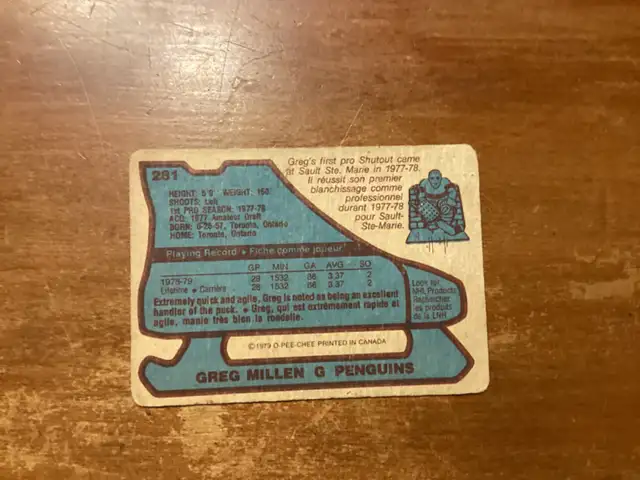 281
HEIGHT: 5'9 WEIGHT: 160
SHOOTS: Left
1st PRO SEASON: 1977-78
ACQ: 1977 Amateur Draft
BORN: 6-26-57, Toronto, Ontario
HOME: Toronto, Ontario
Greg's first pro Shutout came
at Sault Ste. Marie in 1977-78.
Il réussit son premier
blanchissage comme
professionnel
durant 1977-78
pour Sault-
Ste-Marie.
Playing Record • Fiche comme joueur
GP MIN GA AVG SO
1978-79 28 1532 86 3.37 2
Lifetime • Carrière 28 1532 86 3.37 2
Extremely quick and agile, Greg is noted as being an excellent
handler of the puck. • Greg, qui est extrêmement rapide et
agile, manie très bien la rondelle.
Look for
NHL Products
Rechercher
les produits
de la LNH
©1979 O-PEE-CHEE PRINTED IN CANADA
GREG MILLEN G PENGUINS